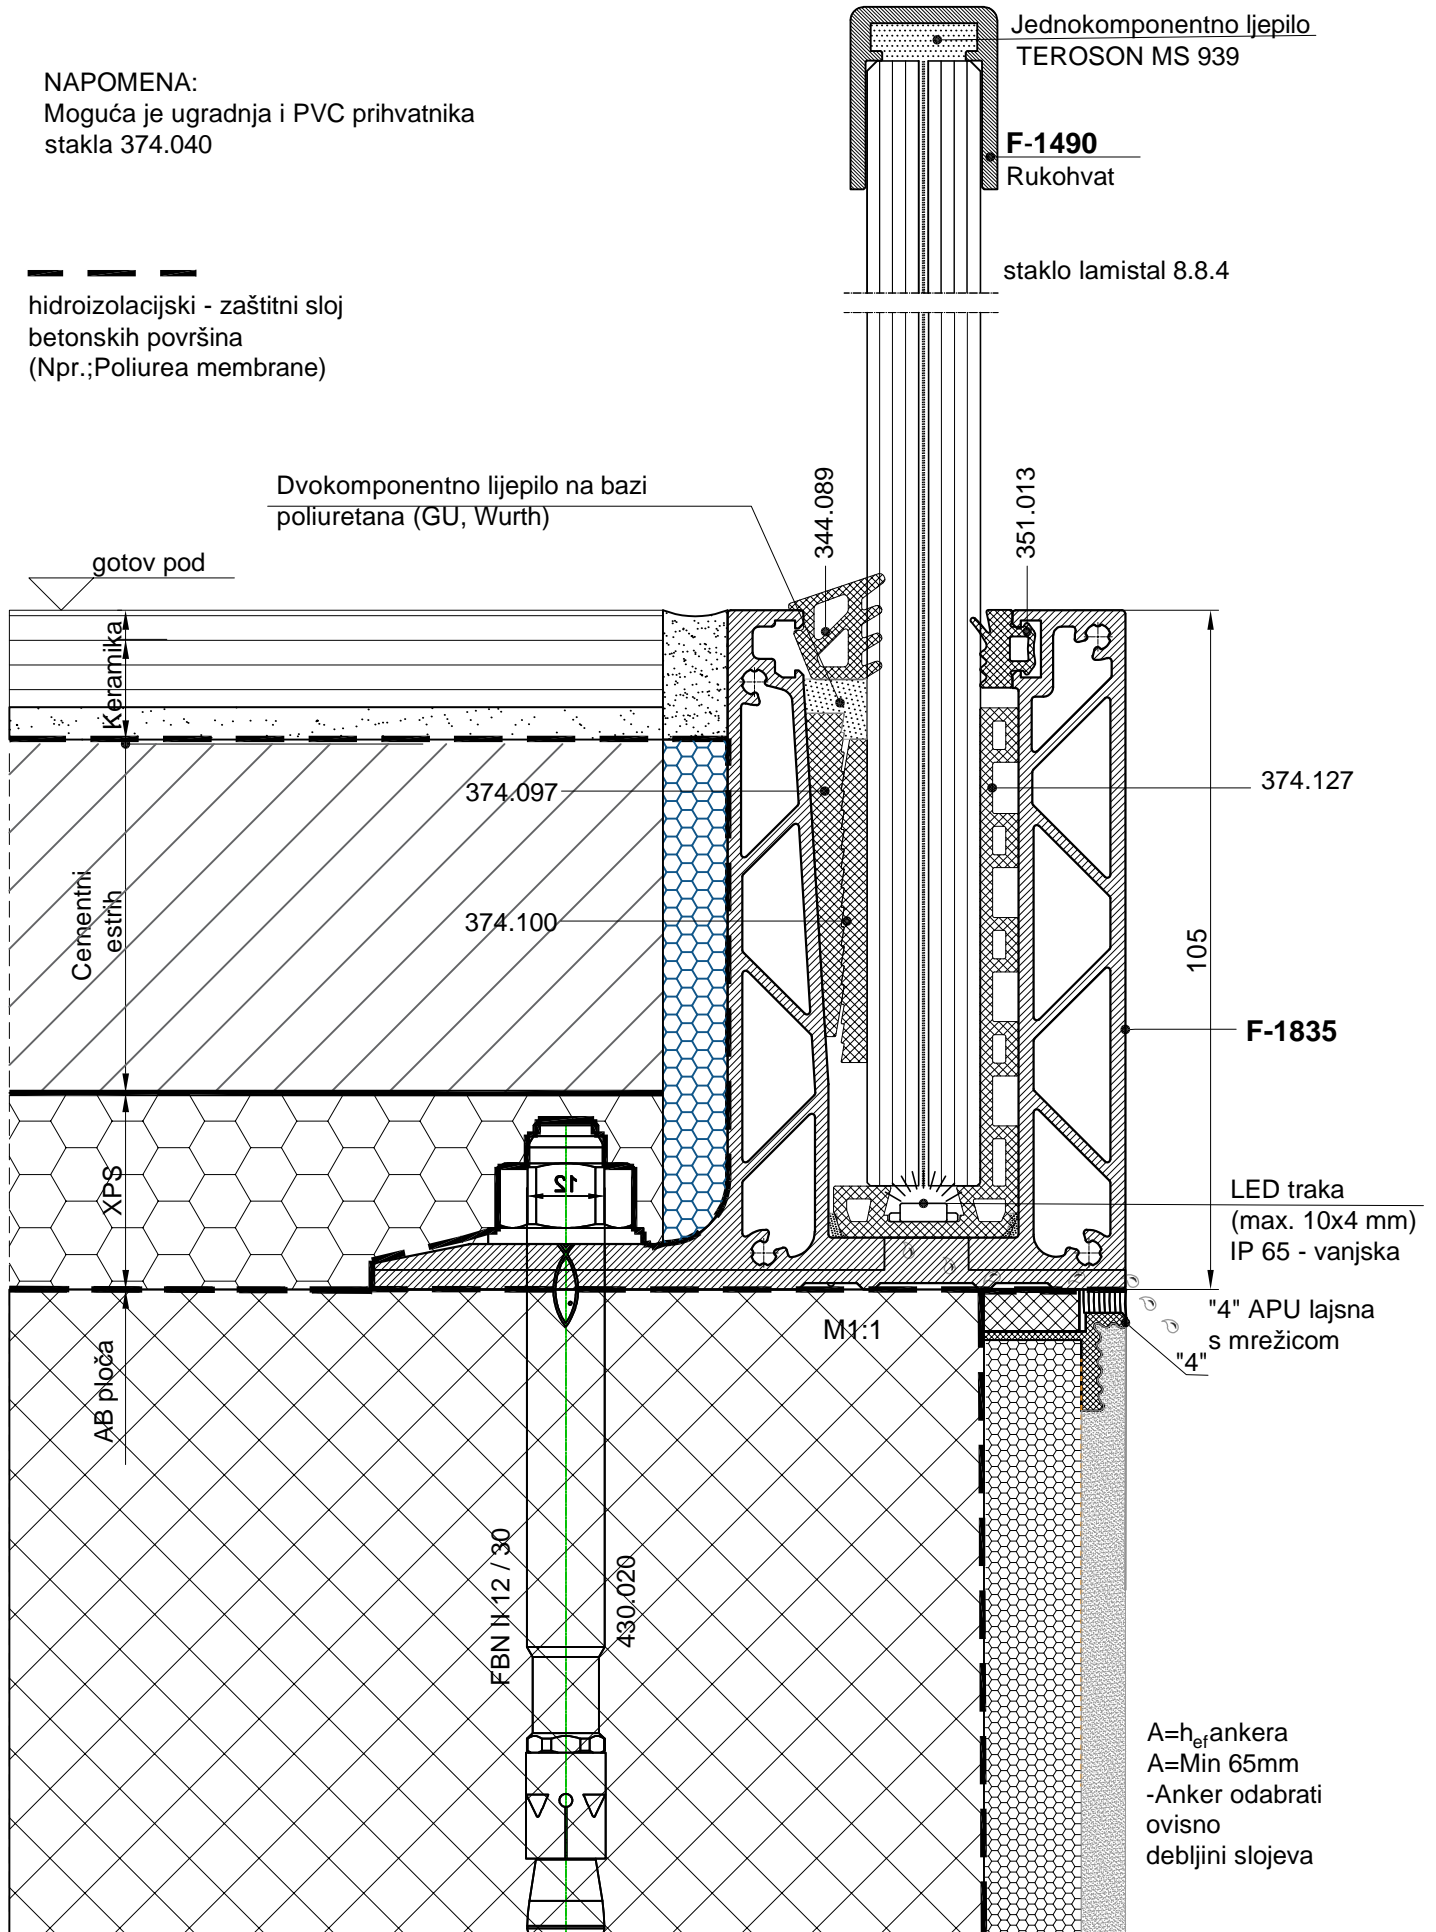 Jednokomponentno ljepilo
TEROSON MS 939
NAPOMENA:
Moguća je ugradnja i PVC prihvatnika
stakla 374.040
F-1490
Rukohvat
staklo lamistal 8.8.4
hidroizolacijski - zaštitni sloj
betonskih površina
(Npr.;Poliurea membrane)
Dvokomponentno lijepilo na bazi
poliuretana (GU, Wurth)
344.089
351.013
gotov pod
Keramika
374.097
374.127
Cementni
estrih
374.100
105
F-1835
XPS
12
LED traka
(max. 10x4 mm)
IP 65 - vanjska
"4" APU lajsna
s mrežicom
"4"
M1:1
AB ploča
FBN II 12 / 30
430.020
A=hefankera
A=Min 65mm
-Anker odabrati
ovisno
debljini slojeva